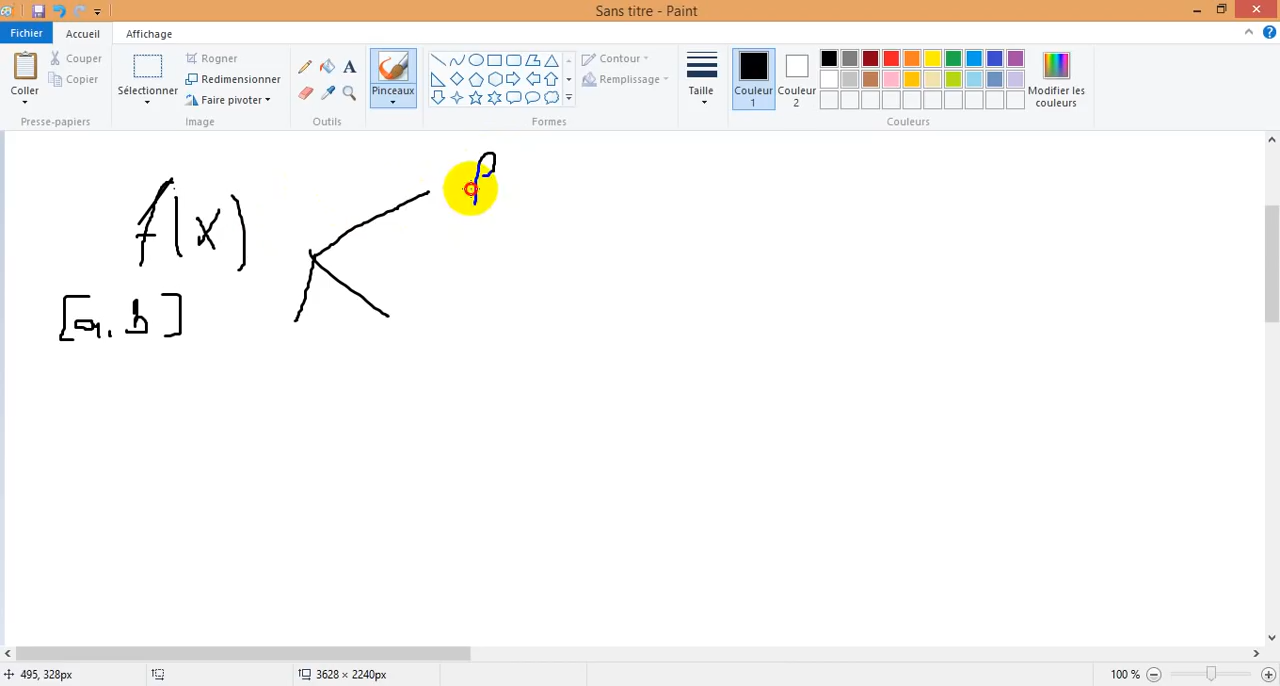 Sans titre - Paint
Fichier Accueil Affichage
Coller
Couper
Copier
Presse-papiers
Sélectionner
Rogner
Redimensionner
Faire pivoter
Image
A
Outils
Pinceaux
Contour
Remplissage
Formes
Taille
Couleur 1
Couleur 2
Modifier les couleurs
Couleurs
f(x)
[a, b]
495, 328px
3628 × 2240px
100 %